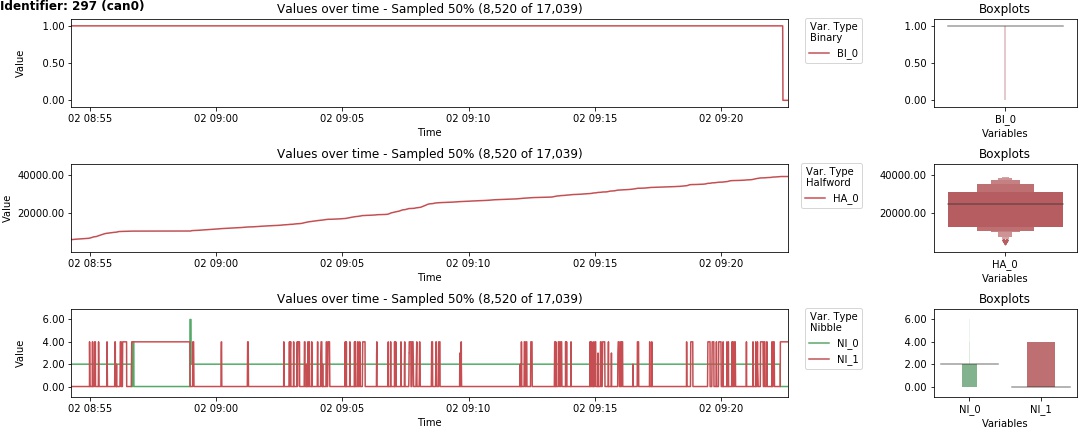 Identifier: 297 (can0)
Values over time - Sampled 50% (8,520 of 17,039)
Boxplots
Value
1.00
0.50
0.00
02 08:55
02 09:00
02 09:05
02 09:10
02 09:15
02 09:20
Time
Var. Type
Binary
BI_0
1.00
0.50
0.00
BI_0
Variables
Values over time - Sampled 50% (8,520 of 17,039)
Boxplots
Value
40000.00
20000.00
02 08:55
02 09:00
02 09:05
02 09:10
02 09:15
02 09:20
Time
Var. Type
Halfword
HA_0
40000.00
20000.00
HA_0
Variables
Values over time - Sampled 50% (8,520 of 17,039)
Boxplots
Value
6.00
4.00
2.00
0.00
02 08:55
02 09:00
02 09:05
02 09:10
02 09:15
02 09:20
Time
Var. Type
Nibble
NI_0
NI_1
6.00
4.00
2.00
0.00
NI_0
NI_1
Variables